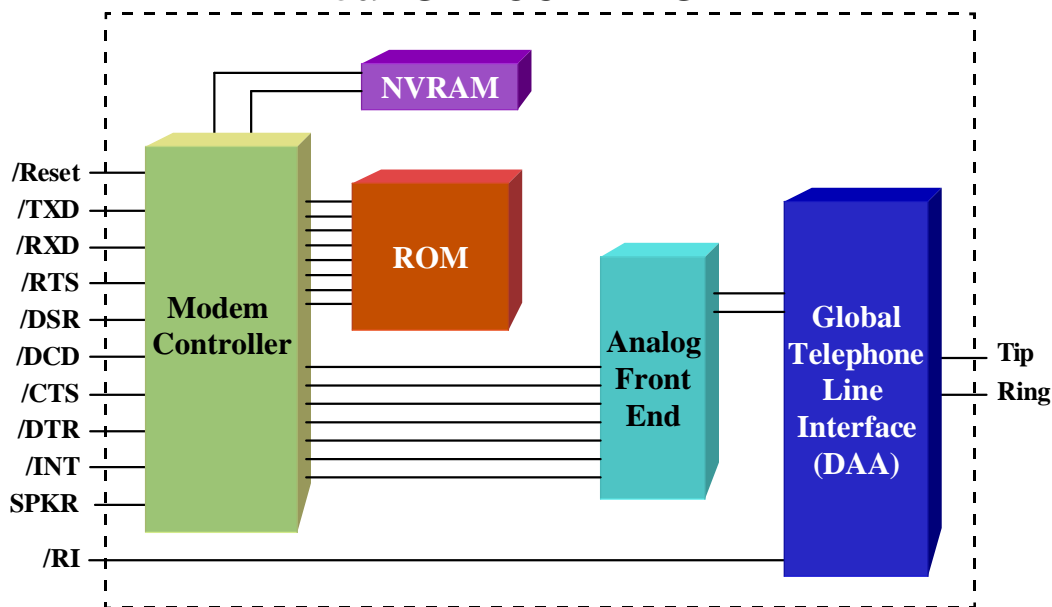 NVRAM
/Reset
/TXD
/RXD
/RTS
/DSR
/DCD
/CTS
/DTR
/INT
SPKR
/RI
Modem
Controller
ROM
Analog
Front
End
Global
Telephone
Line
Interface
(DAA)
Tip
Ring